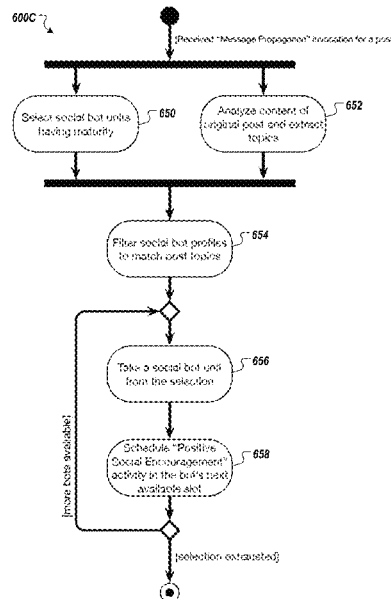 600C
[Received "Message Propagation" invocation for a post]
Select social bot units
having maturity
650
Analyze content of
original post and extract
topics
652
Filter social bot profiles
to match post topics
654
Take a social bot unit
from the selection
656
Schedule "Positive
Social Encouragement"
activity in the bot's next
available slot
658
[more bots available]
[selection exhausted]